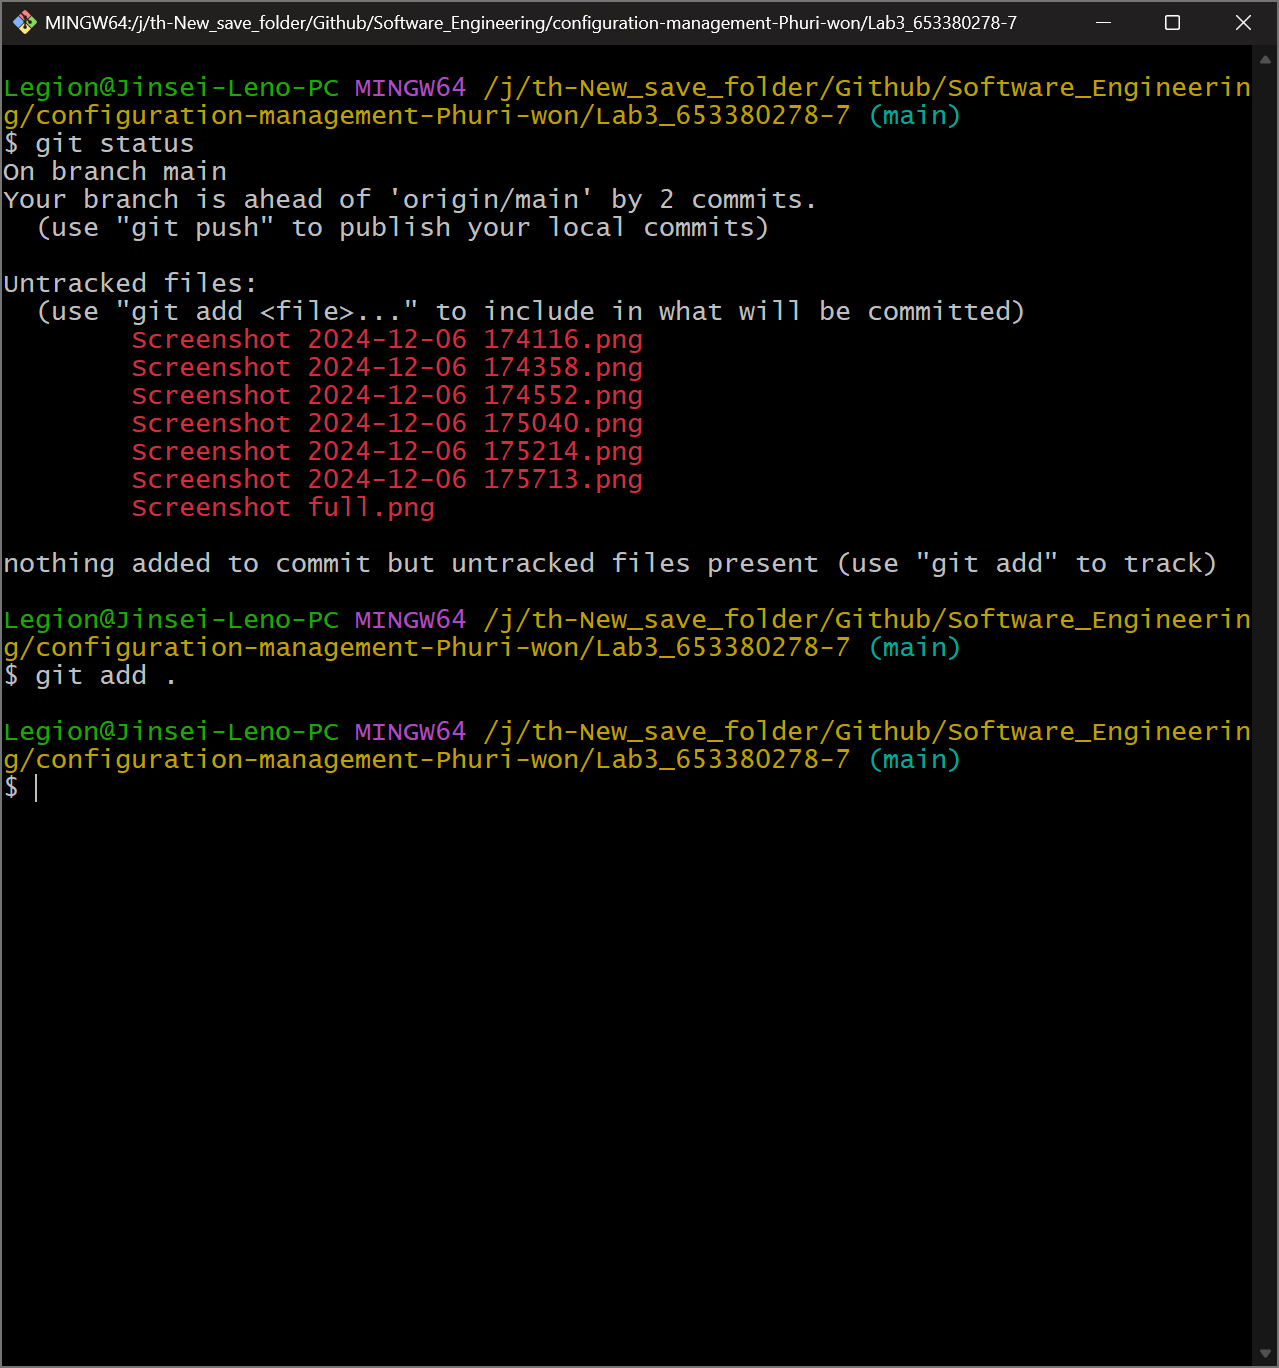 MINGW64:/j/th-New_save_folder/Github/Software_Engineering/configuration-management-Phuri-won/Lab3_653380278-7
Legion@Jinsei-Leno-PC MINGW64 /j/th-New_save_folder/Github/Software_Engineerin
g/configuration-management-Phuri-won/Lab3_653380278-7 (main)
$ git status
On branch main
Your branch is ahead of 'origin/main' by 2 commits.
  (use "git push" to publish your local commits)
Untracked files:
  (use "git add <file>..." to include in what will be committed)
        Screenshot 2024-12-06 174116.png
        Screenshot 2024-12-06 174358.png
        Screenshot 2024-12-06 174552.png
        Screenshot 2024-12-06 175040.png
        Screenshot 2024-12-06 175214.png
        Screenshot 2024-12-06 175713.png
        Screenshot full.png
nothing added to commit but untracked files present (use "git add" to track)
Legion@Jinsei-Leno-PC MINGW64 /j/th-New_save_folder/Github/Software_Engineerin
g/configuration-management-Phuri-won/Lab3_653380278-7 (main)
$ git add .
Legion@Jinsei-Leno-PC MINGW64 /j/th-New_save_folder/Github/Software_Engineerin
g/configuration-management-Phuri-won/Lab3_653380278-7 (main)
$